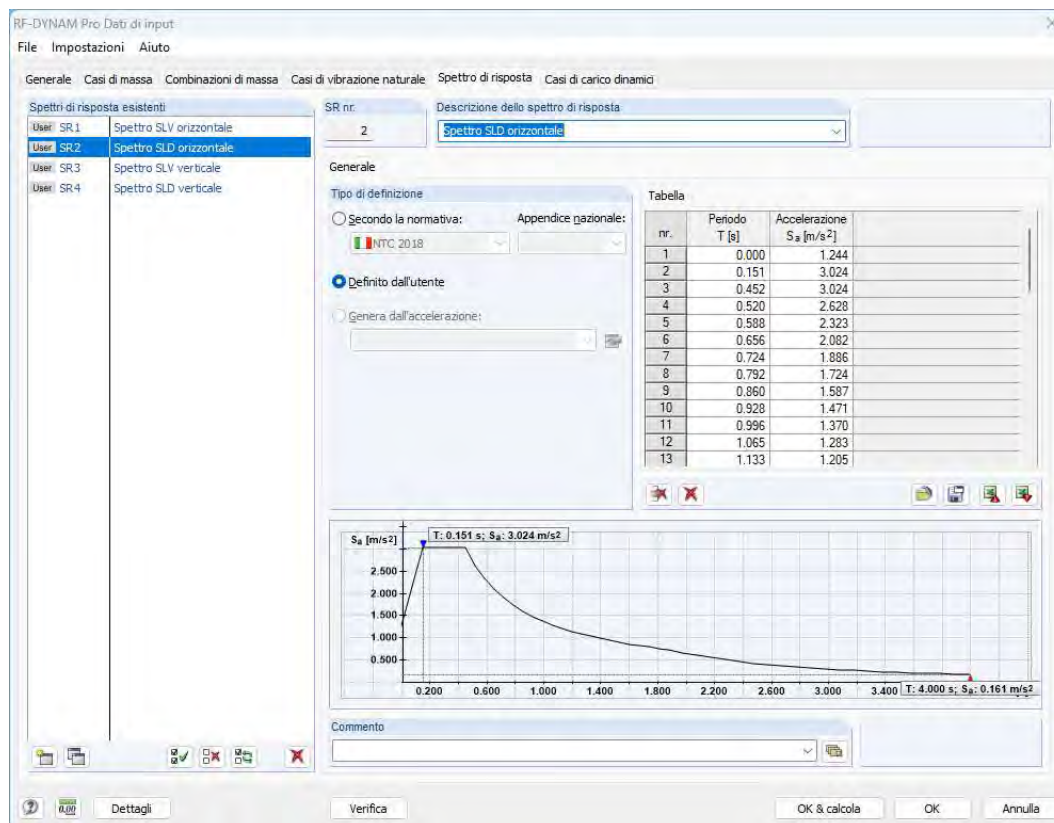 RF-DYNAM Pro Dati di input
File Impostazioni Aiuto
Generale Casi di massa Combinazioni di massa Casi di vibrazione naturale Spettro di risposta Casi di carico dinamici
Spettri di risposta esistenti
User SR1 Spettro SLV orizzontale
User SR2 Spettro SLD orizzontale
User SR3 Spettro SLV verticale
User SR4 Spettro SLD verticale
SR nr.
2
Descrizione dello spettro di risposta
Spettro SLD orizzontale
Generale
Tipo di definizione
Secondo la normativa: Appendice nazionale:
NTC 2018
Definito dall'utente
Genera dall'accelerazione:
Tabella
nr. Periodo T [s] Accelerazione Sa [m/s2]
1 0.000 1.244
2 0.151 3.024
3 0.452 3.024
4 0.520 2.628
5 0.588 2.323
6 0.656 2.082
7 0.724 1.886
8 0.792 1.724
9 0.860 1.587
10 0.928 1.471
11 0.996 1.370
12 1.065 1.283
13 1.133 1.205
Sa [m/s2]
T: 0.151 s; Sa: 3.024 m/s2
2.500
2.000
1.500
1.000
0.500
0.200 0.600 1.000 1.400 1.800 2.200 2.600 3.000 3.400 T: 4.000 s; Sa: 0.161 m/s2
Commento
0.00 Dettagli Verifica OK & calcola OK Annulla